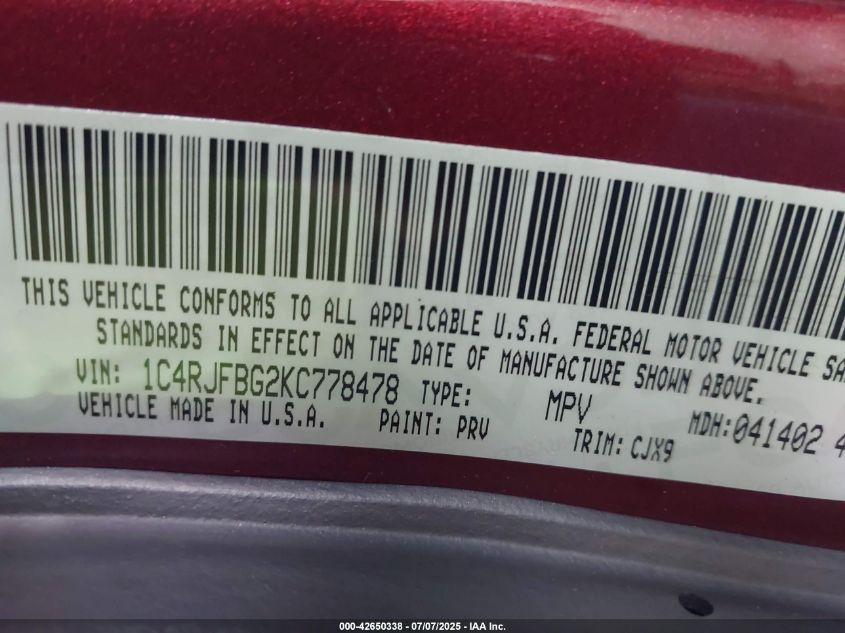 THIS VEHICLE CONFORMS TO ALL APPLICABLE U.S.A. FEDERAL MOTOR VEHICLE SA
STANDARDS IN EFFECT ON THE DATE OF MANUFACTURE SHOWN ABOVE.
VIN: 1C4RJFBG2KC778478 TYPE: MPV MDH:041402 4
VEHICLE MADE IN U.S.A. PAINT: PRV TRIM: CJX9
000-42650338 - 07/07/2025 - IAA Inc.